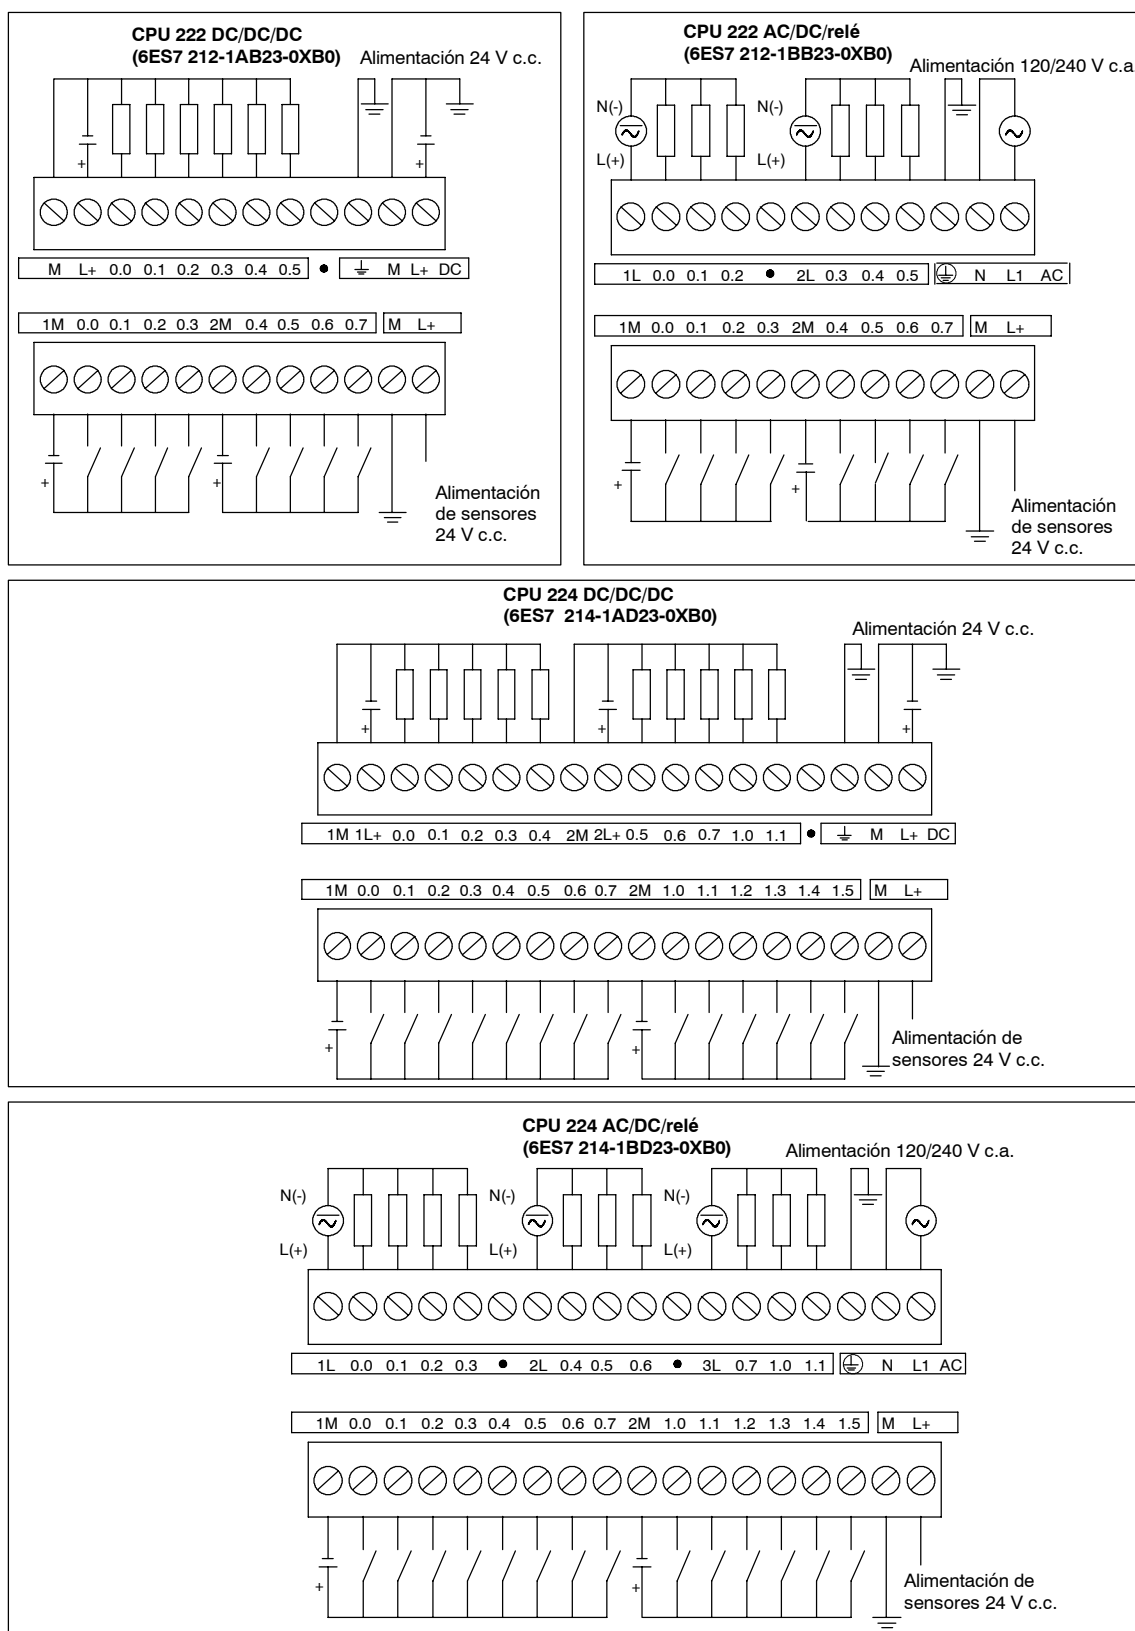 CPU 222 DC/DC/DC
(6ES7 212-1AB23-0XB0)
Alimentación 24 V c.c.
+
+
M L+ 0.0 0.1 0.2 0.3 0.4 0.5 • M L+ DC
1M 0.0 0.1 0.2 0.3 2M 0.4 0.5 0.6 0.7 M L+
+
+
Alimentación
de sensores
24 V c.c.
CPU 222 AC/DC/relé
(6ES7 212-1BB23-0XB0)
Alimentación 120/240 V c.a
N(-) N(-)
L(+) L(+)
1L 0.0 0.1 0.2 • 2L 0.3 0.4 0.5 N L1 AC
1M 0.0 0.1 0.2 0.3 2M 0.4 0.5 0.6 0.7 M L+
+
+
Alimentación
de sensores
24 V c.c.
CPU 224 DC/DC/DC
(6ES7 214-1AD23-0XB0)
Alimentación 24 V c.c.
+
+
+
1M 1L+ 0.0 0.1 0.2 0.3 0.4 2M 2L+ 0.5 0.6 0.7 1.0 1.1 • M L+ DC
1M 0.0 0.1 0.2 0.3 0.4 0.5 0.6 0.7 2M 1.0 1.1 1.2 1.3 1.4 1.5 M L+
+
+
Alimentación de
sensores 24 V c.c.
CPU 224 AC/DC/relé
(6ES7 214-1BD23-0XB0)
Alimentación 120/240 V c.a.
N(-) N(-) N(-)
L(+) L(+) L(+)
1L 0.0 0.1 0.2 0.3 • 2L 0.4 0.5 0.6 • 3L 0.7 1.0 1.1 N L1 AC
1M 0.0 0.1 0.2 0.3 0.4 0.5 0.6 0.7 2M 1.0 1.1 1.2 1.3 1.4 1.5 M L+
+
+
Alimentación de
sensores 24 V c.c.